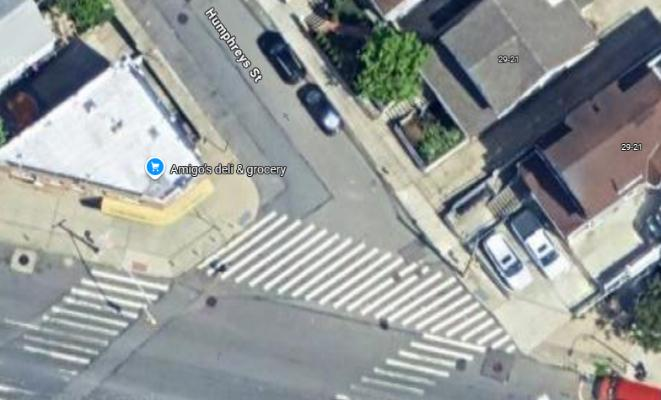 Humphreys St
29-21
29-21
Amigo's deli & grocery